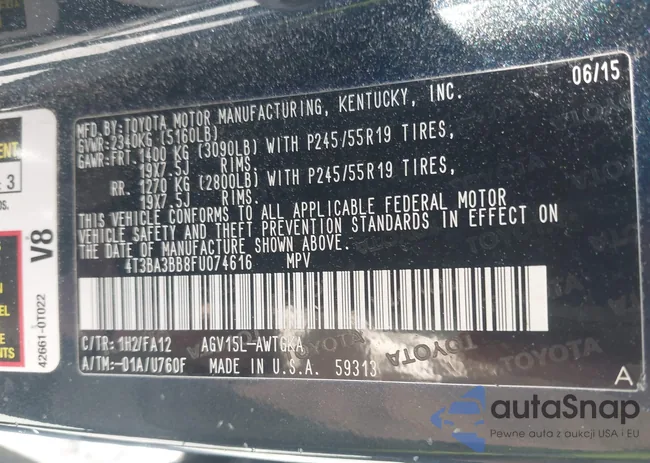 06/15
MFD.BY:TOYOTA MOTOR MANUFACTURING, KENTUCKY, INC.
GVWR:2340KG (5160LB)
GAWR:FRT.1400 KG (3090LB) WITH P245/55R19 TIRES,
19X7.5J RIMS.
RR. 1270 KG (2800LB) WITH P245/55R19 TIRES,
19X7.5J RIMS.
THIS VEHICLE CONFORMS TO ALL APPLICABLE FEDERAL MOTOR
VEHICLE SAFETY AND THEFT PREVENTION STANDARDS IN EFFECT ON
THE DATE OF MANUFACTURE SHOWN ABOVE.
4T3BA3BB8FU074616 MPV
C/TR: 1H2/FA12 AGV15L-AWTGKA
A/TM:-01A/U760F MADE IN U.S.A. 59313
A
3
V8
42661-0T022
TOYOTA
autaSnap
Pewne auta z aukcji USA i EU